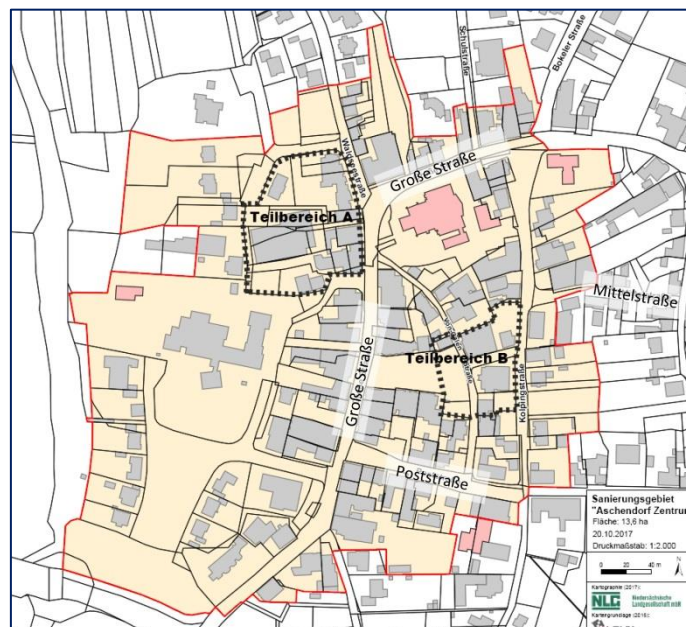 Schulstraße
Bokeler Straße
Große Straße
Teilbereich A
Mittelstraße
Teilbereich B
Große Straße
Kolpingstraße
Poststraße
Sanierungsgebiet
"Aschendorf Zentru
Fläche: 13,6 ha
20.10.2017
Druckmaßstab: 1:2.000
0 20 40 m
N
Kartographie (2017):
NLG Niedersächsische
Landgesellschaft mbH
Kartengrundlage (2016):